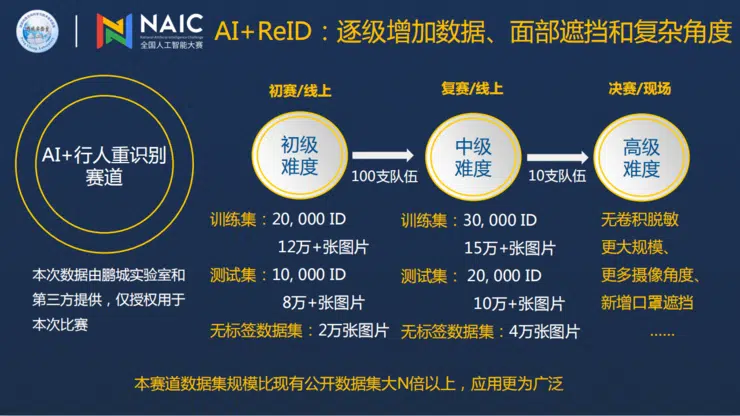 NAIC
National Artificial Intelligence Challenge
全国人工智能大赛
AI+ReID：逐级增加数据、面部遮挡和复杂角度
AI+行人重识别
赛道
本次数据由鹏城实验室和
第三方提供，仅授权用于
本次比赛
初赛/线上
初级
难度
100支队伍
训练集：20, 000 ID
12万+张图片
测试集：10, 000 ID
8万+张图片
无标签数据集：2万张图片
复赛/线上
中级
难度
10支队伍
训练集：30, 000 ID
15万+张图片
测试集： 20, 000 ID
10万+张图片
无标签数据集：4万张图片
决赛/现场
高级
难度
无卷积脱敏
更大规模、
更多摄像角度、
新增口罩遮挡
......
本赛道数据集规模比现有公开数据集大N倍以上，应用更为广泛